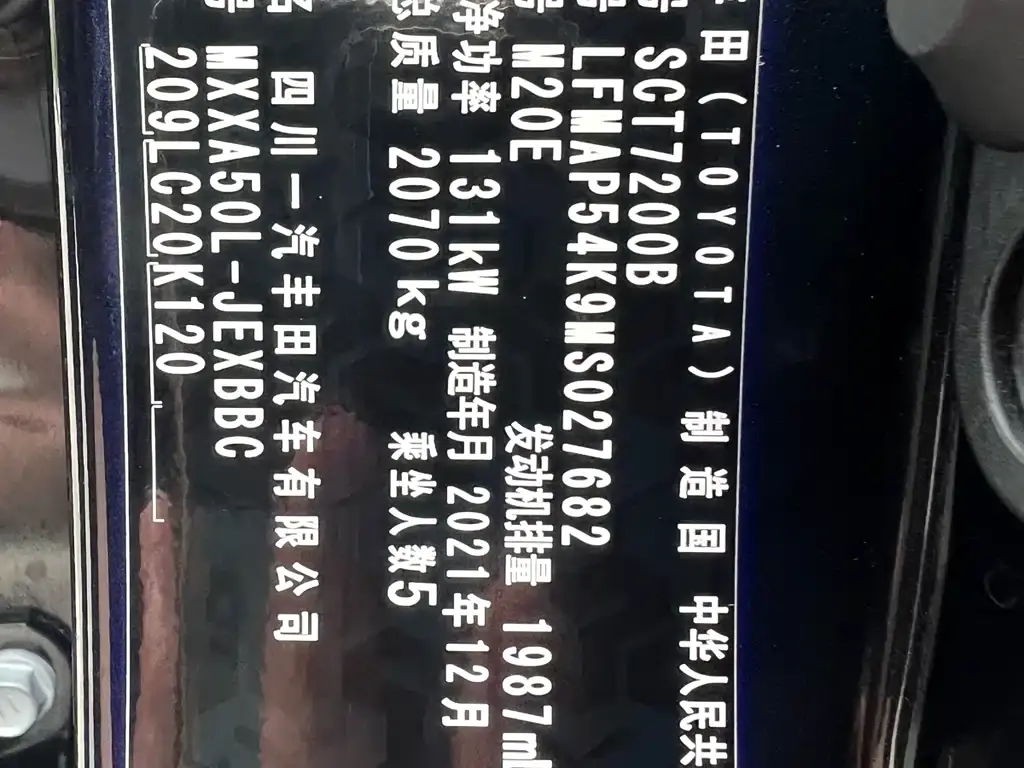 田(TOYOTA)制造国 中华人民共
SCT7200B
LFMAP54K9MS027682
M20E 发动机排量 1987 ml
净功率 131kW 制造年月 2021年12月
总质量 2070kg 乘坐人数5
四川一汽丰田汽车有限公司
MXXA50L-JEXBBC
209LC20K120